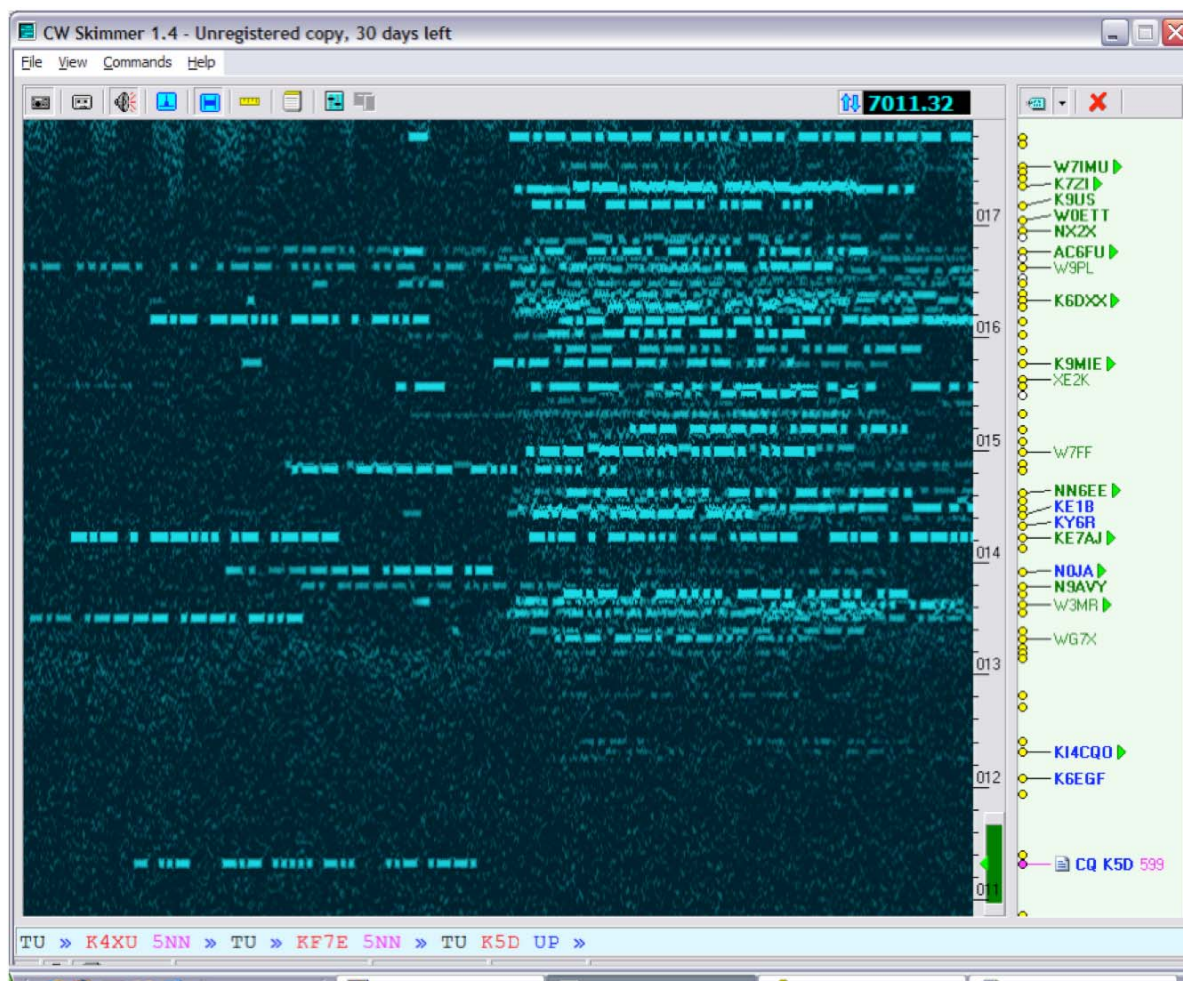 CW Skimmer 1.4 - Unregistered copy, 30 days left
File View Commands Help
7011.32
W7IMU
K7ZI
K9US
017
W0ETT
NX2X
AC6FU
W9PL
K6DXX
016
K9MIE
XE2K
015
W7FF
NN6EE
KE1B
KY6R
KE7AJ
014
N0JA
N9AVY
W3MR
WG7X
013
KI4CQO
012
K6EGF
CQ K5D 599
011
TU » K4XU 5NN » TU » KF7E 5NN » TU K5D UP »